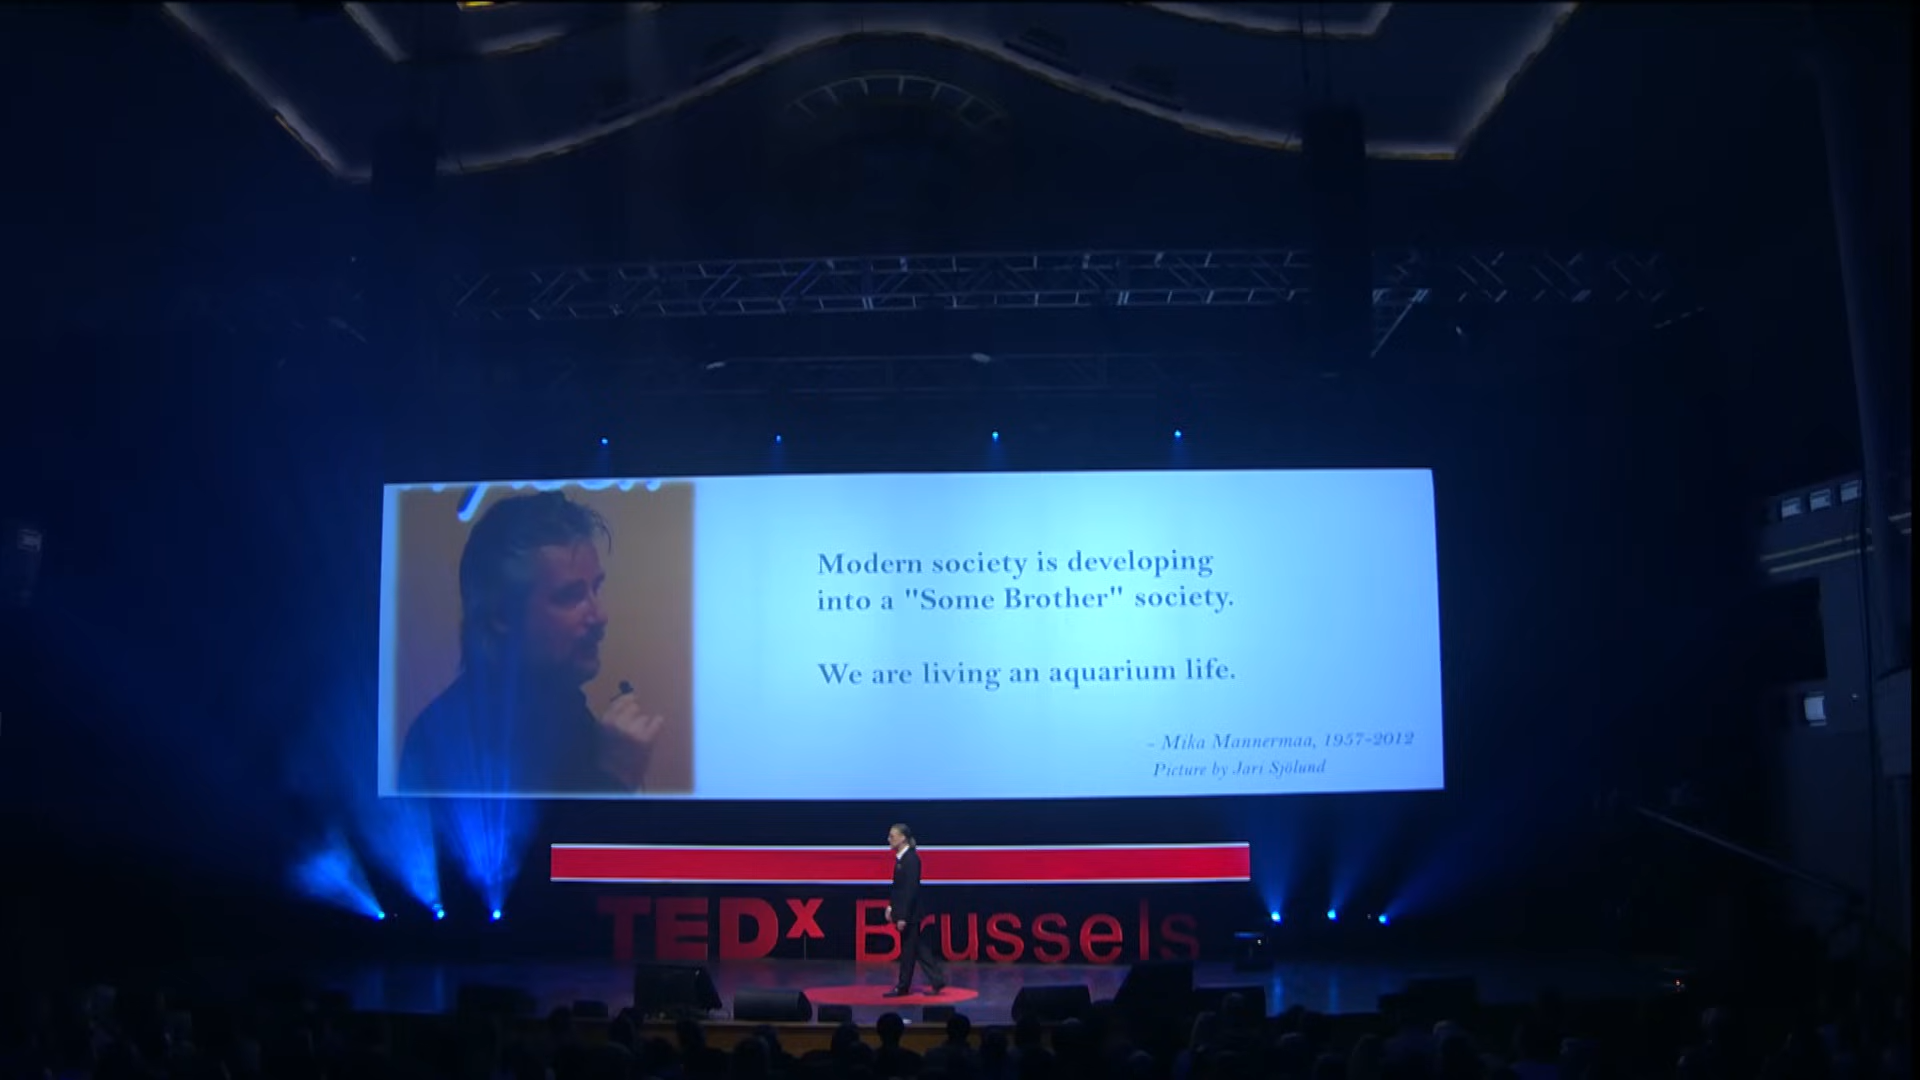 Modern society is developing
into a "Some Brother" society.
We are living an aquarium life.
- Mika Mannermaa, 1957-2012
Picture by Jari Sjölund
TEDx Brussels